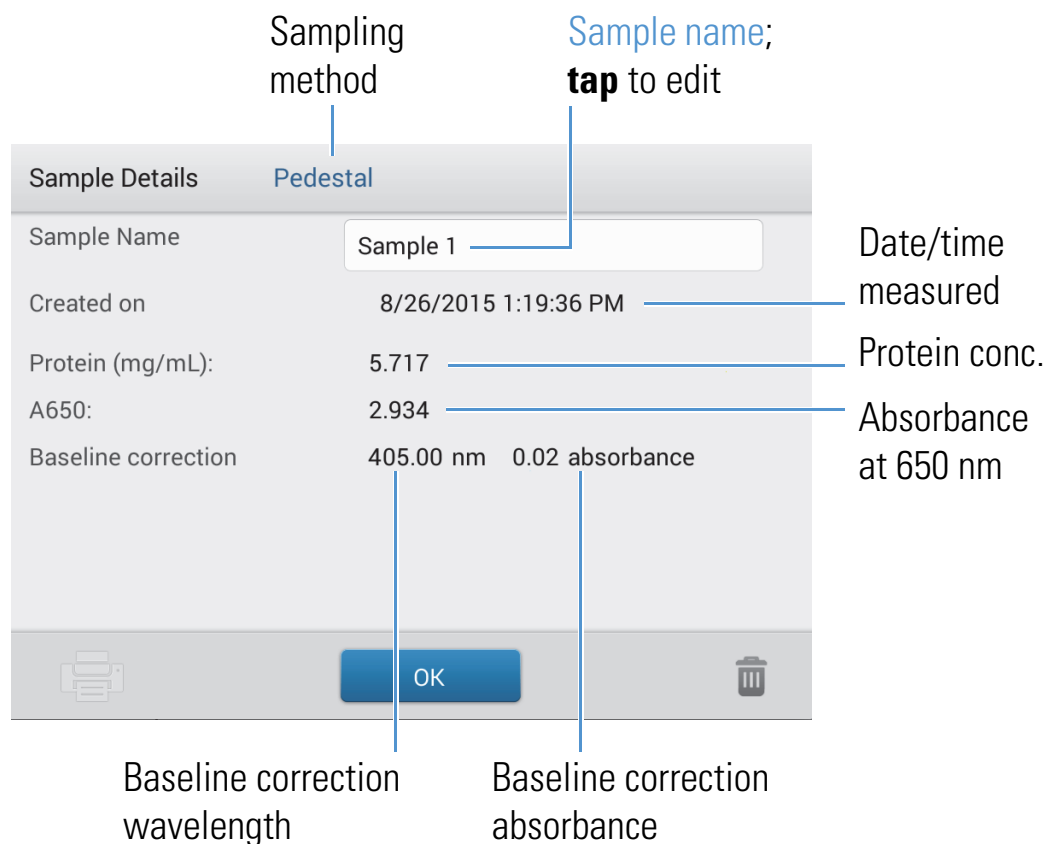 Sampling
method
Sample name;
tap to edit
Sample Details Pedestal
Sample Name Sample 1
Created on 8/26/2015 1:19:36 PM
Date/time
measured
Protein (mg/mL): 5.717
Protein conc.
A650: 2.934
Absorbance
at 650 nm
Baseline correction 405.00 nm 0.02 absorbance
OK
Baseline correction
wavelength
Baseline correction
absorbance